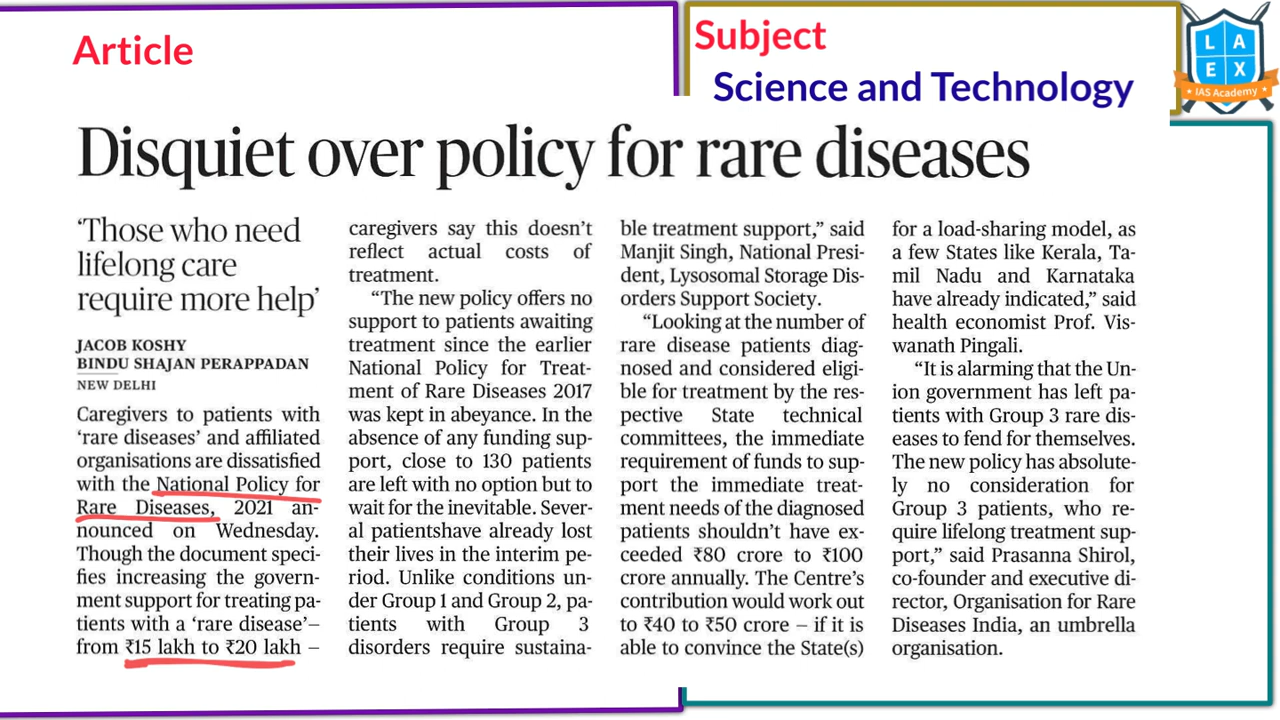 Article
Subject
Science and Technology
L A
E X
IAS Academy
Disquiet over policy for rare diseases
‘Those who need
lifelong care
require more help’
JACOB KOSHY
BINDU SHAJAN PERAPPADAN
NEW DELHI
Caregivers to patients with
‘rare diseases’ and affiliated
organisations are dissatisfied
with the National Policy for
Rare Diseases, 2021 an-
nounced on Wednesday.
Though the document speci-
fies increasing the govern-
ment support for treating pa-
tients with a ‘rare disease’–
from ₹15 lakh to ₹20 lakh –
caregivers say this doesn’t
reflect actual costs of
treatment.
“The new policy offers no
support to patients awaiting
treatment since the earlier
National Policy for Treat-
ment of Rare Diseases 2017
was kept in abeyance. In the
absence of any funding sup-
port, close to 130 patients
are left with no option but to
wait for the inevitable. Sever-
al patientshave already lost
their lives in the interim pe-
riod. Unlike conditions un-
der Group 1 and Group 2, pa-
tients with Group 3
disorders require sustaina-
ble treatment support,” said
Manjit Singh, National Presi-
dent, Lysosomal Storage Dis-
orders Support Society.
“Looking at the number of
rare disease patients diag-
nosed and considered eligi-
ble for treatment by the res-
pective State technical
committees, the immediate
requirement of funds to sup-
port the immediate treat-
ment needs of the diagnosed
patients shouldn’t have ex-
ceeded ₹80 crore to ₹100
crore annually. The Centre’s
contribution would work out
to ₹40 to ₹50 crore – if it is
able to convince the State(s)
for a load-sharing model, as
a few States like Kerala, Ta-
mil Nadu and Karnataka
have already indicated,” said
health economist Prof. Vis-
wanath Pingali.
“It is alarming that the Un-
ion government has left pa-
tients with Group 3 rare dis-
eases to fend for themselves.
The new policy has absolute-
ly no consideration for
Group 3 patients, who re-
quire lifelong treatment sup-
port,” said Prasanna Shirol,
co-founder and executive di-
rector, Organisation for Rare
Diseases India, an umbrella
organisation.